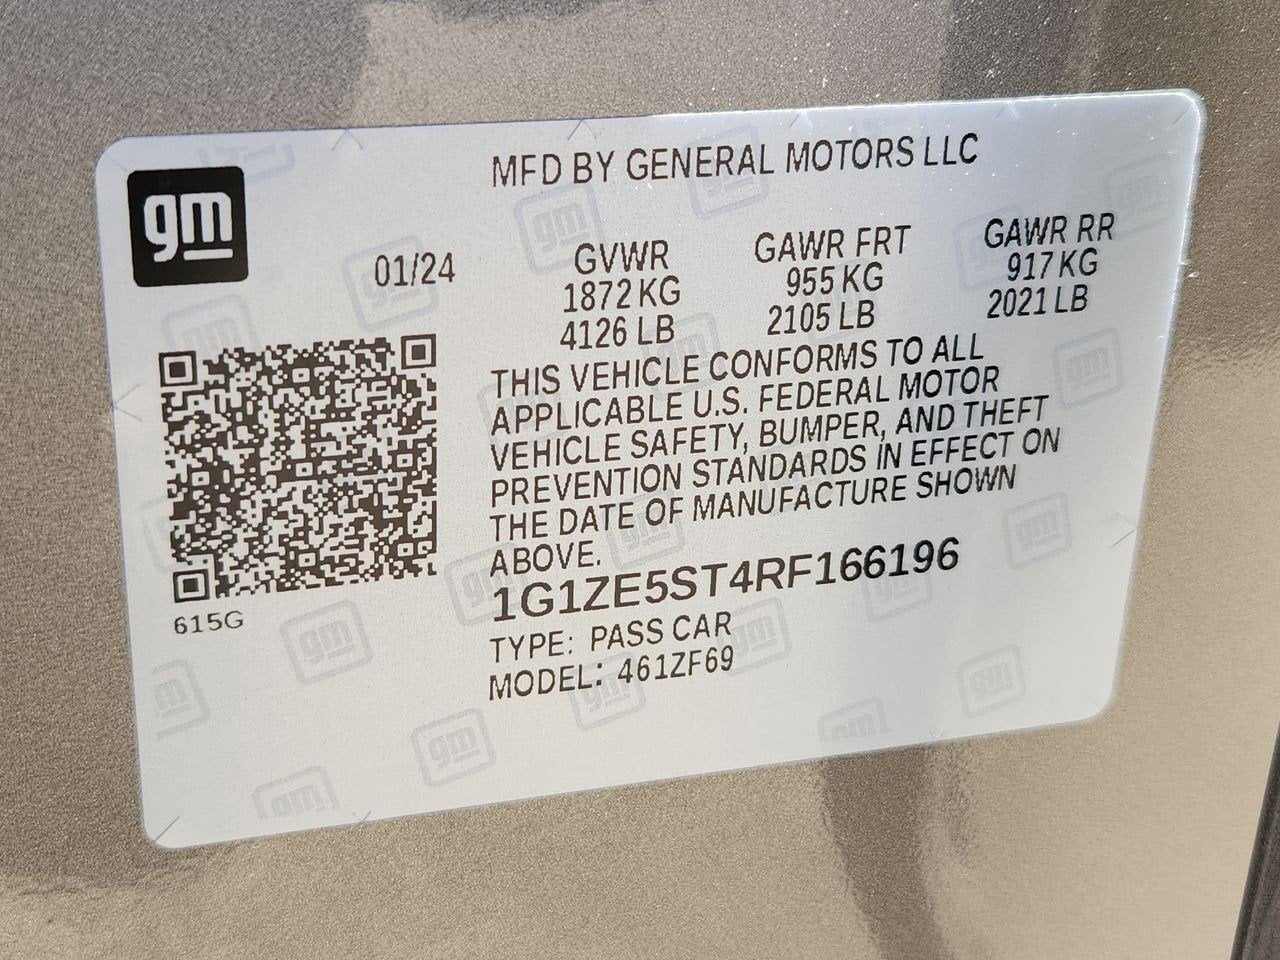 gm
MFD BY GENERAL MOTORS LLC
01/24
GVWR
1872 KG
4126 LB
GAWR FRT
955 KG
2105 LB
GAWR RR
917 KG
2021 LB
THIS VEHICLE CONFORMS TO ALL
APPLICABLE U.S. FEDERAL MOTOR
VEHICLE SAFETY, BUMPER, AND THEFT
PREVENTION STANDARDS IN EFFECT ON
THE DATE OF MANUFACTURE SHOWN
ABOVE.
1G1ZE5ST4RF166196
TYPE: PASS CAR
MODEL: 461ZF69
615G